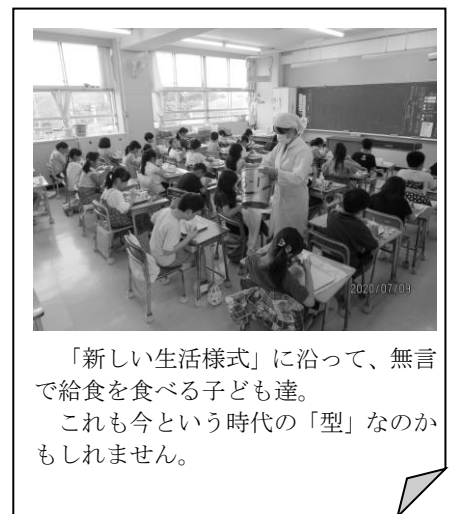 2020/07/09
「新しい生活様式」に沿って、無言
で給食を食べる子ども達。
これも今という時代の「型」なのか
もしれません。